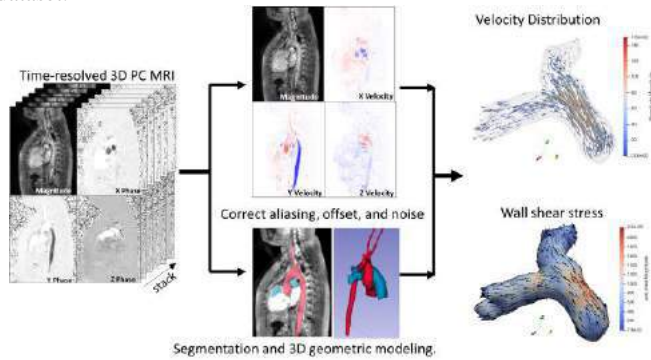 Velocity Distribution
Time-resolved 3D PC MRI
Magnitude
X Velocity
Magnitude
X Phase
Y Velocity
Z Velocity
Y Phase
Z Phase
stack
Correct aliasing, offset, and noise
Wall shear stress
Segmentation and 3D geometric modeling.